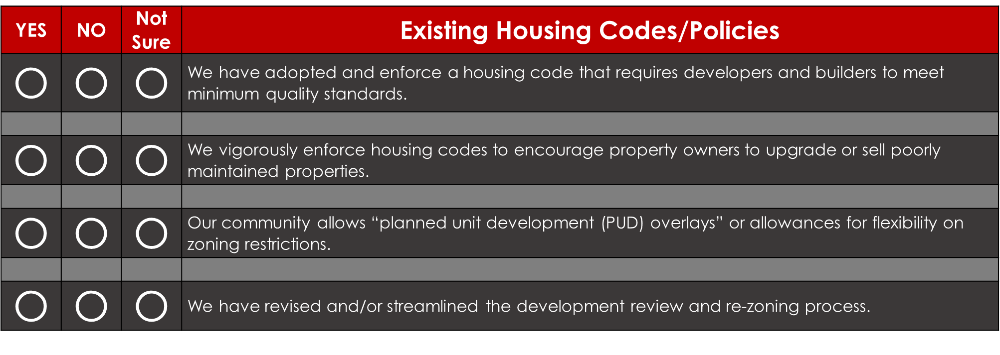 YES NO Not Sure Existing Housing Codes/Policies
We have adopted and enforce a housing code that requires developers and builders to meet
minimum quality standards.
We vigorously enforce housing codes to encourage property owners to upgrade or sell poorly
maintained properties.
Our community allows “planned unit development (PUD) overlays” or allowances for flexibility on
zoning restrictions.
We have revised and/or streamlined the development review and re-zoning process.